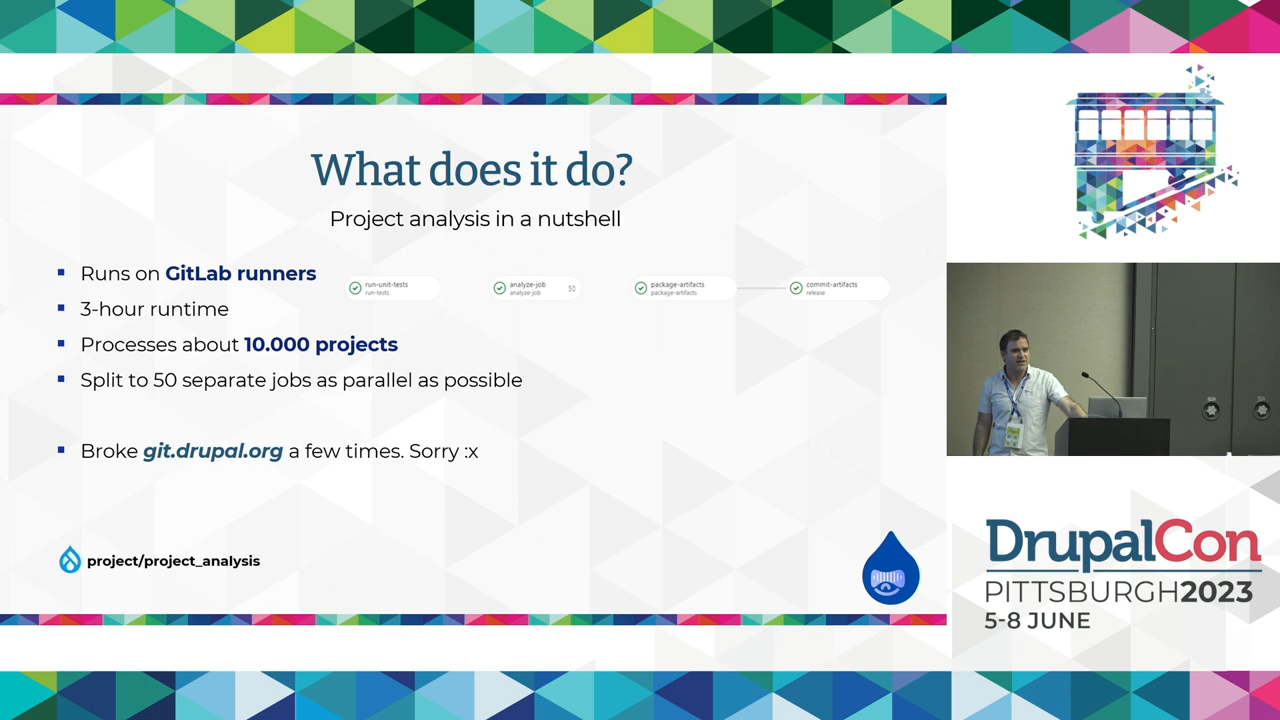 What does it do?
Project analysis in a nutshell
Runs on GitLab runners
3-hour runtime
Processes about 10.000 projects
Split to 50 separate jobs as parallel as possible
Broke git.drupal.org a few times. Sorry :x
run-unit-tests
run-tests
analyze-job
analyze-job
50
package-artifacts
package-artifacts
commit-artifacts
release
project/project_analysis
DrupalCon
PITTSBURGH2023
5-8 JUNE